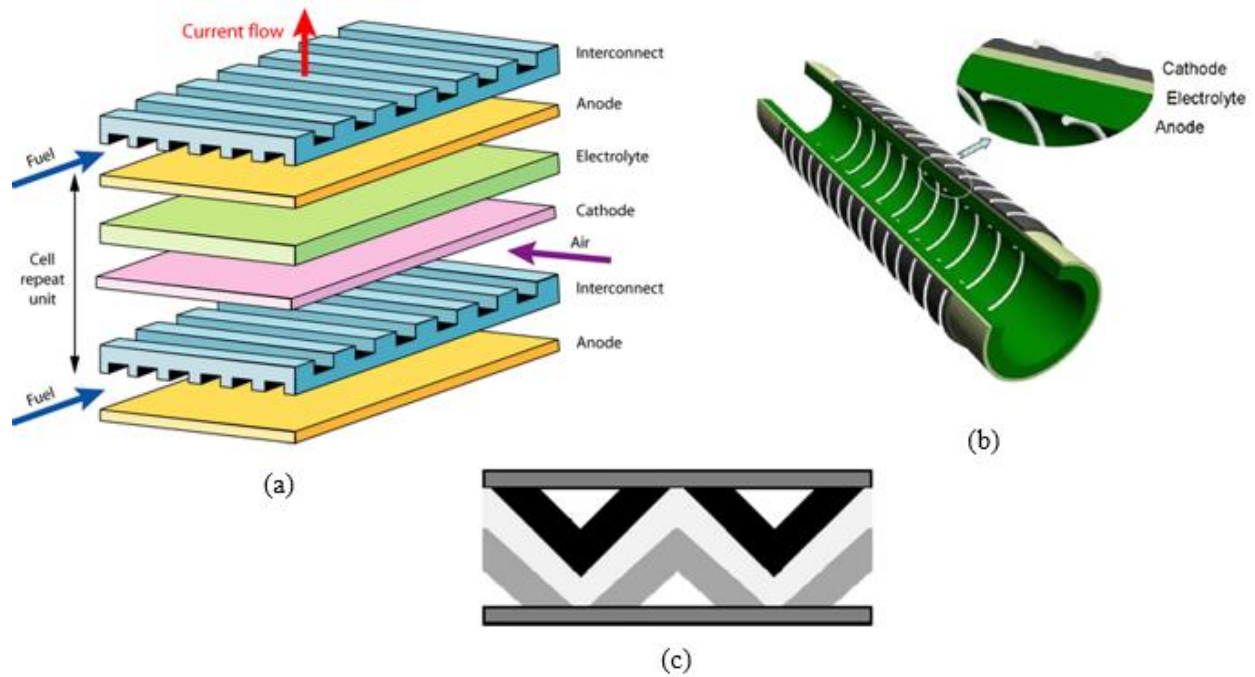 Current flow
Interconnect
Anode
Fuel
Electrolyte
Cathode
Air
Cell
repeat
unit
Interconnect
Anode
Fuel
(a)
Cathode
Electrolyte
Anode
(b)
(c)